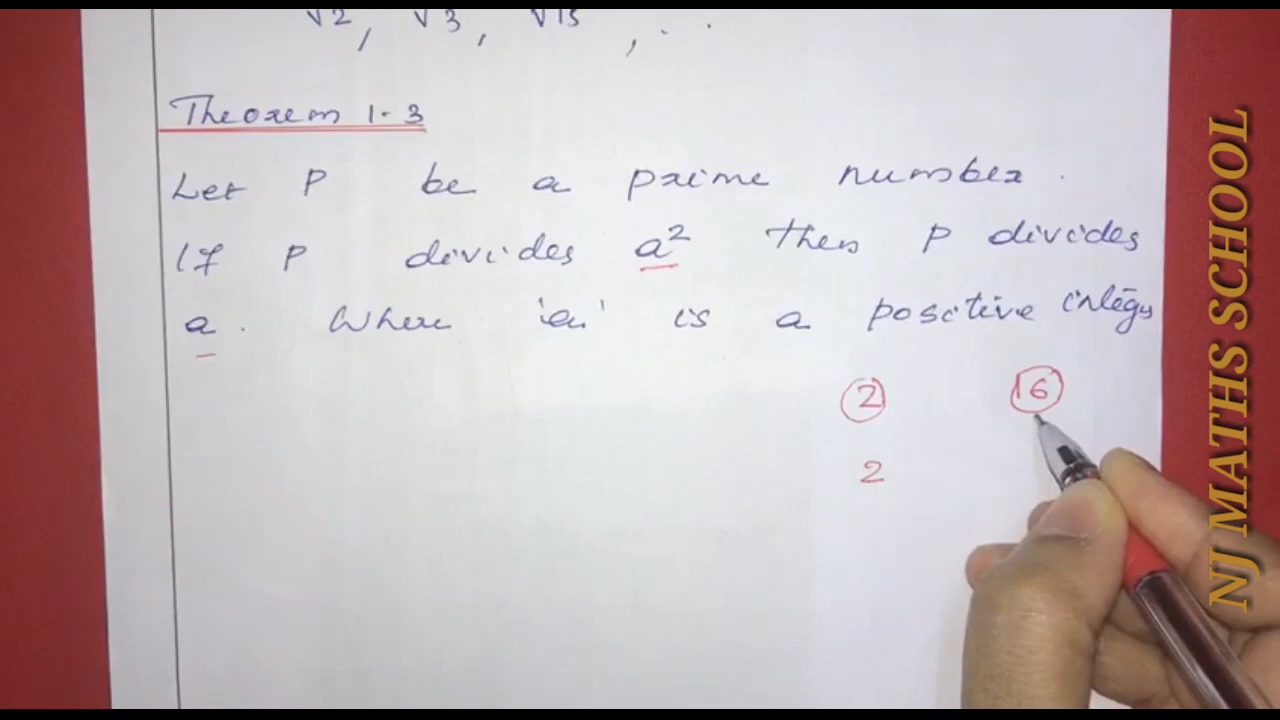 √2, √3, √15, ...
Theorem 1.3
Let P be a prime number.
If P divides a² then P divides
a. Where 'a' is a positive integ
2 16
2
NJ MATHS SCHOOL